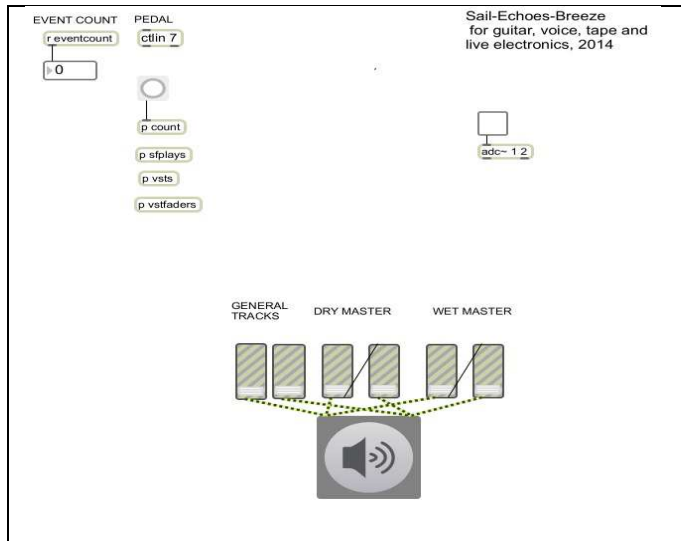 EVENT COUNT
r eventcount
0
PEDAL
ctlin 7
p count
p sfplays
p vsts
p vstfaders
Sail-Echoes-Breeze
for guitar, voice, tape and
live electronics, 2014
adc~ 1 2
GENERAL
TRACKS
DRY MASTER
WET MASTER